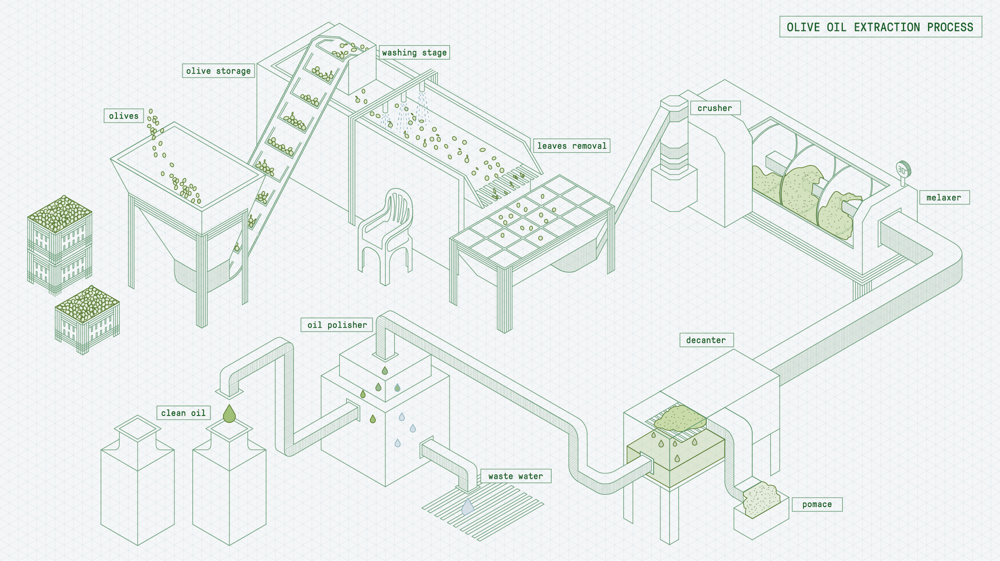 OLIVE OIL EXTRACTION PROCESS
olives
olive storage
washing stage
leaves removal
crusher
30°
melaxer
decanter
pomace
oil polisher
waste water
clean oil